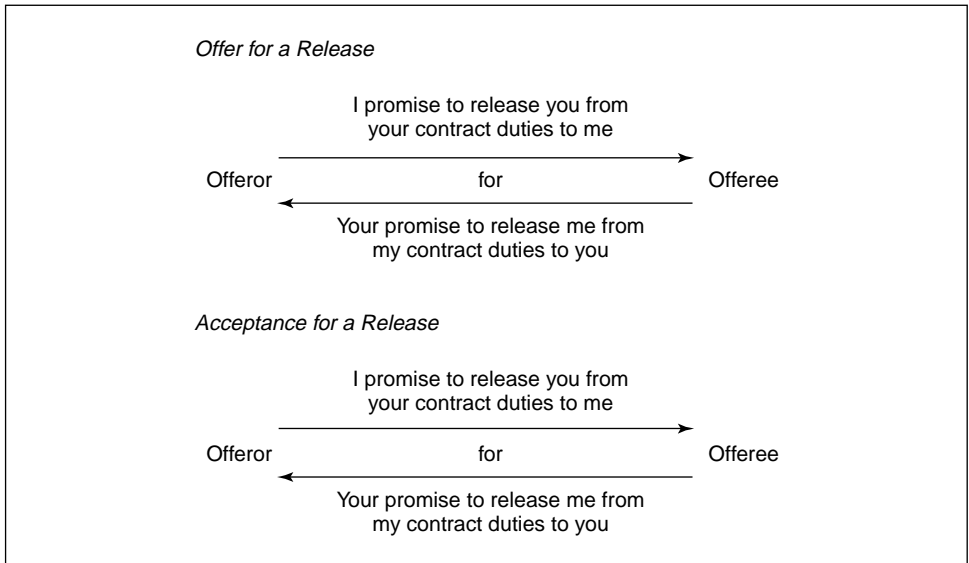 Offer for a Release
I promise to release you from
your contract duties to me
Offeror for Offeree
Your promise to release me from
my contract duties to you
Acceptance for a Release
I promise to release you from
your contract duties to me
Offeror for Offeree
Your promise to release me from
my contract duties to you